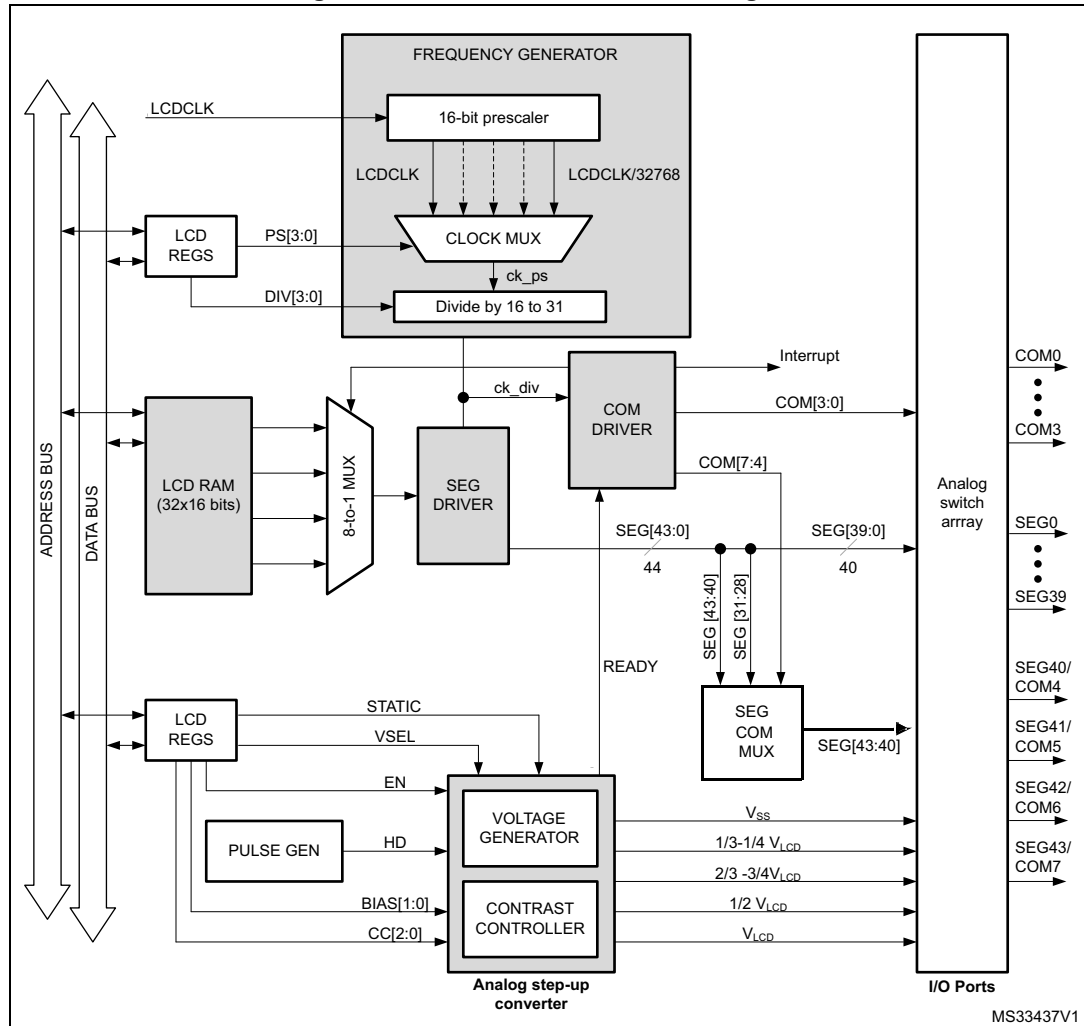 FREQUENCY GENERATOR
LCDCLK
16-bit prescaler
LCDCLK
LCDCLK/32768
LCD
REGS
PS[3:0]
CLOCK MUX
ck_ps
DIV[3:0]
Divide by 16 to 31
Interrupt
COM0
ck_div
COM
DRIVER
COM[3:0]
COM3
ADDRESS BUS
DATA BUS
LCD RAM
(32x16 bits)
8-to-1 MUX
SEG
DRIVER
COM[7:4]
Analog
switch
arrray
SEG[43:0]
44
SEG[39:0]
40
SEG0
SEG39
SEG [43:40]
SEG [31:28]
READY
SEG40/
COM4
LCD
REGS
STATIC
VSEL
SEG
COM
MUX
SEG[43:40]
SEG41/
COM5
EN
VOLTAGE
GENERATOR
VSS
SEG42/
COM6
PULSE GEN
HD
1/3-1/4 VLCD
SEG43/
COM7
2/3 -3/4VLCD
BIAS[1:0]
CONTRAST
CONTROLLER
1/2 VLCD
CC[2:0]
VLCD
Analog step-up
converter
I/O Ports
MS33437V1